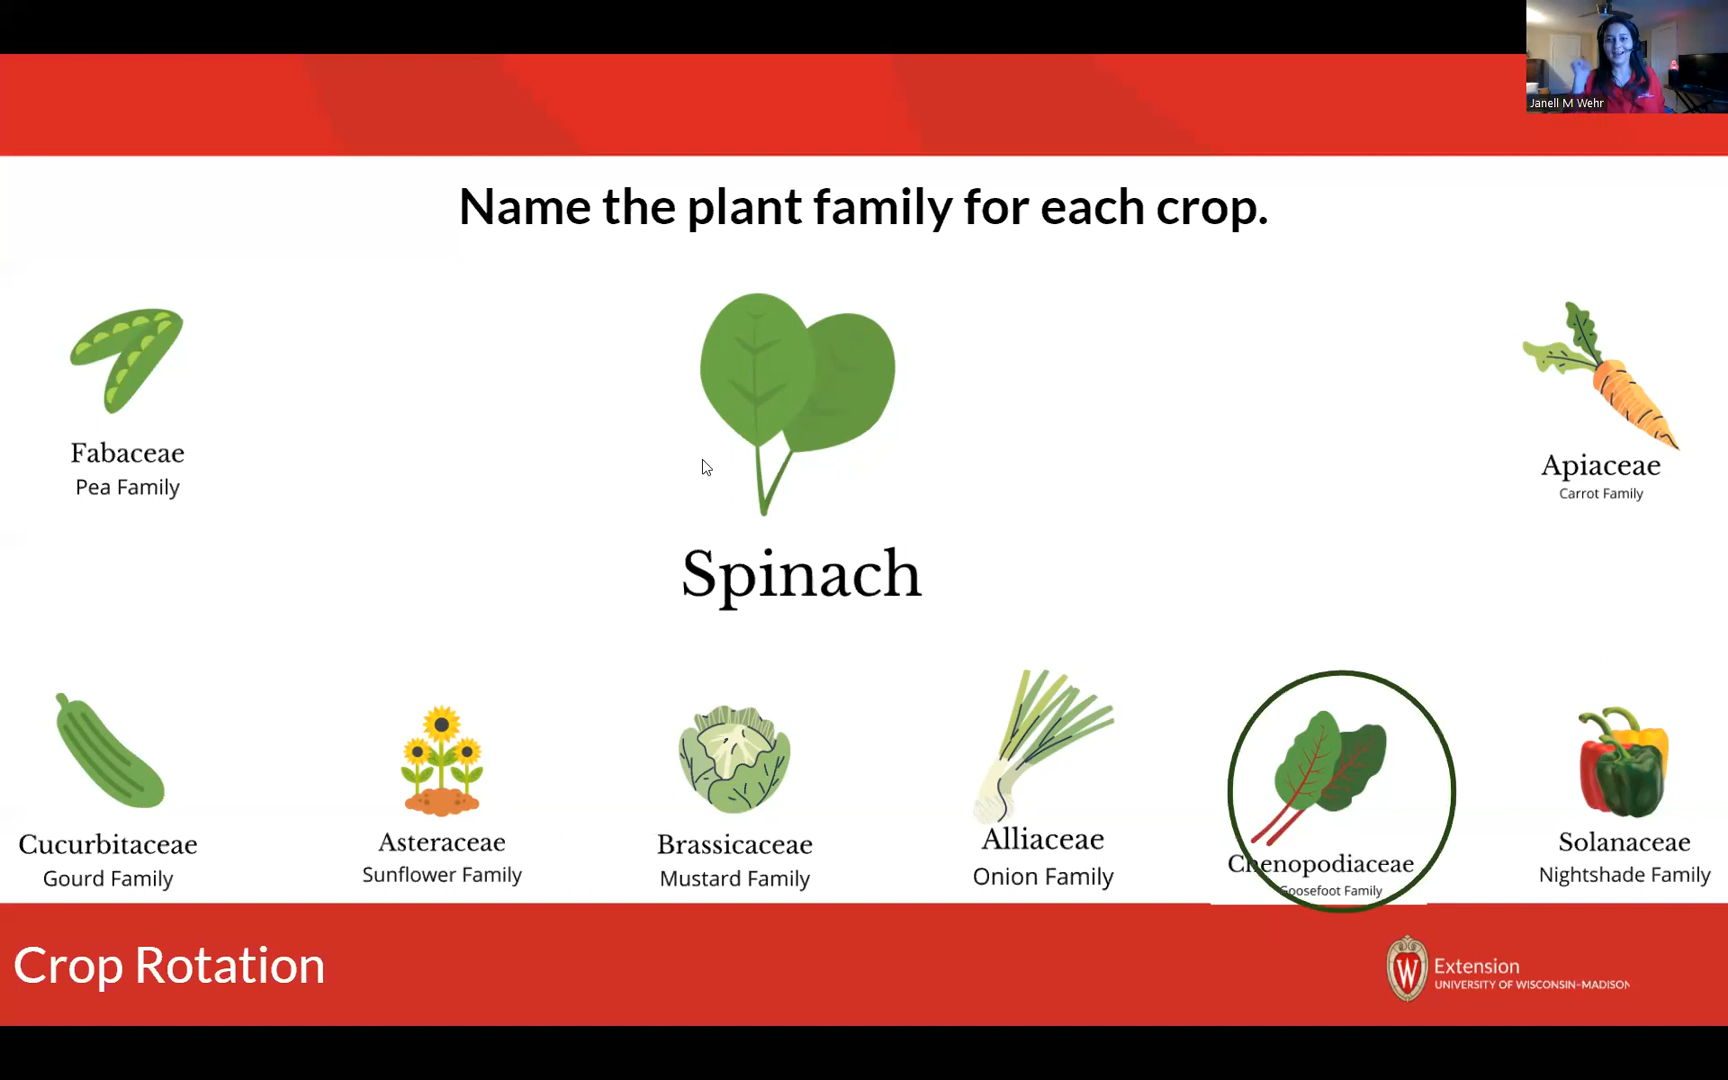 Janell M Wehr
Name the plant family for each crop.
Fabaceae
Pea Family
Apiaceae
Carrot Family
Spinach
Cucurbitaceae
Gourd Family
Asteraceae
Sunflower Family
Brassicaceae
Mustard Family
Alliaceae
Onion Family
Chenopodiaceae
Goosefoot Family
Solanaceae
Nightshade Family
Crop Rotation
W
Extension
UNIVERSITY OF WISCONSIN–MADISON